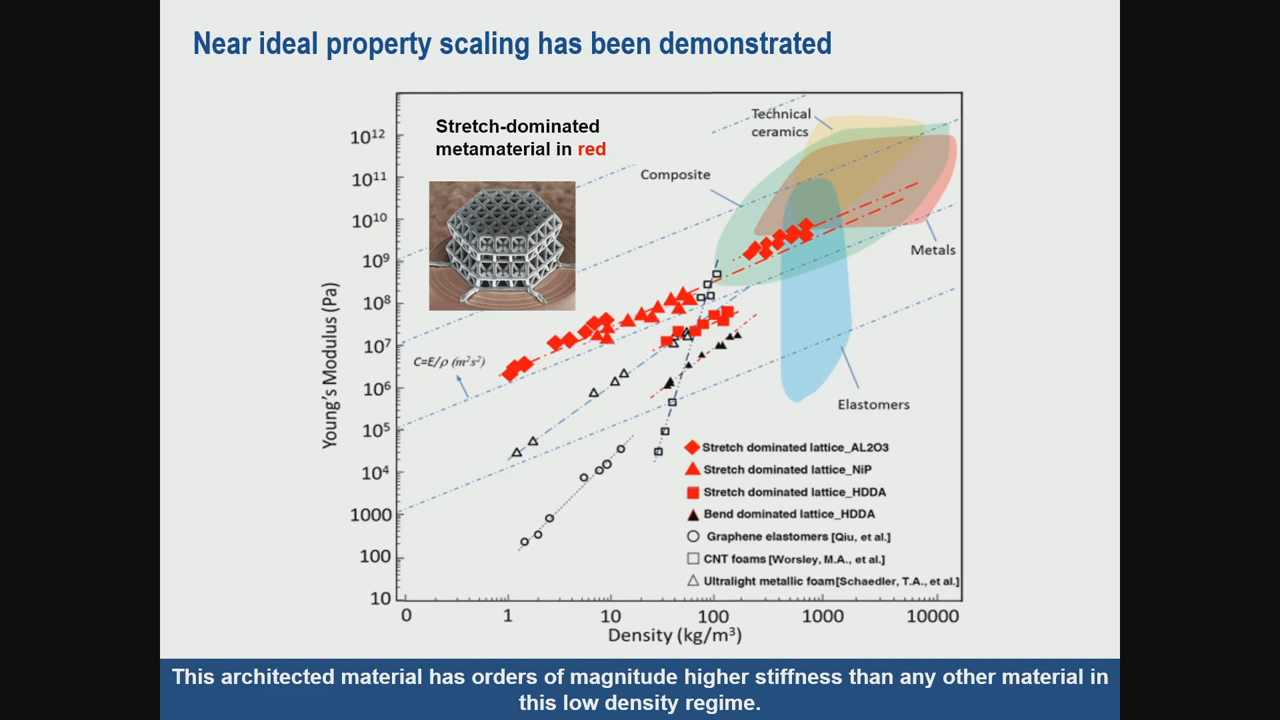 Near ideal property scaling has been demonstrated
Stretch-dominated
metamaterial in red
Technical
ceramics
Composite
Metals
Elastomers
C=E/ρ (m²s²)
Young's Modulus (Pa)
10¹²
10¹¹
10¹⁰
10⁹
10⁸
10⁷
10⁶
10⁵
10⁴
1000
100
10
Stretch dominated lattice_AL2O3
Stretch dominated lattice_NiP
Stretch dominated lattice_HDDA
Bend dominated lattice_HDDA
Graphene elastomers [Qiu, et al.]
CNT foams [Worsley, M.A., et al.]
Ultralight metallic foam[Schaedler, T.A., et al.]
0 1 10 100 1000 10000
Density (kg/m³)
This architected material has orders of magnitude higher stiffness than any other material in
this low density regime.